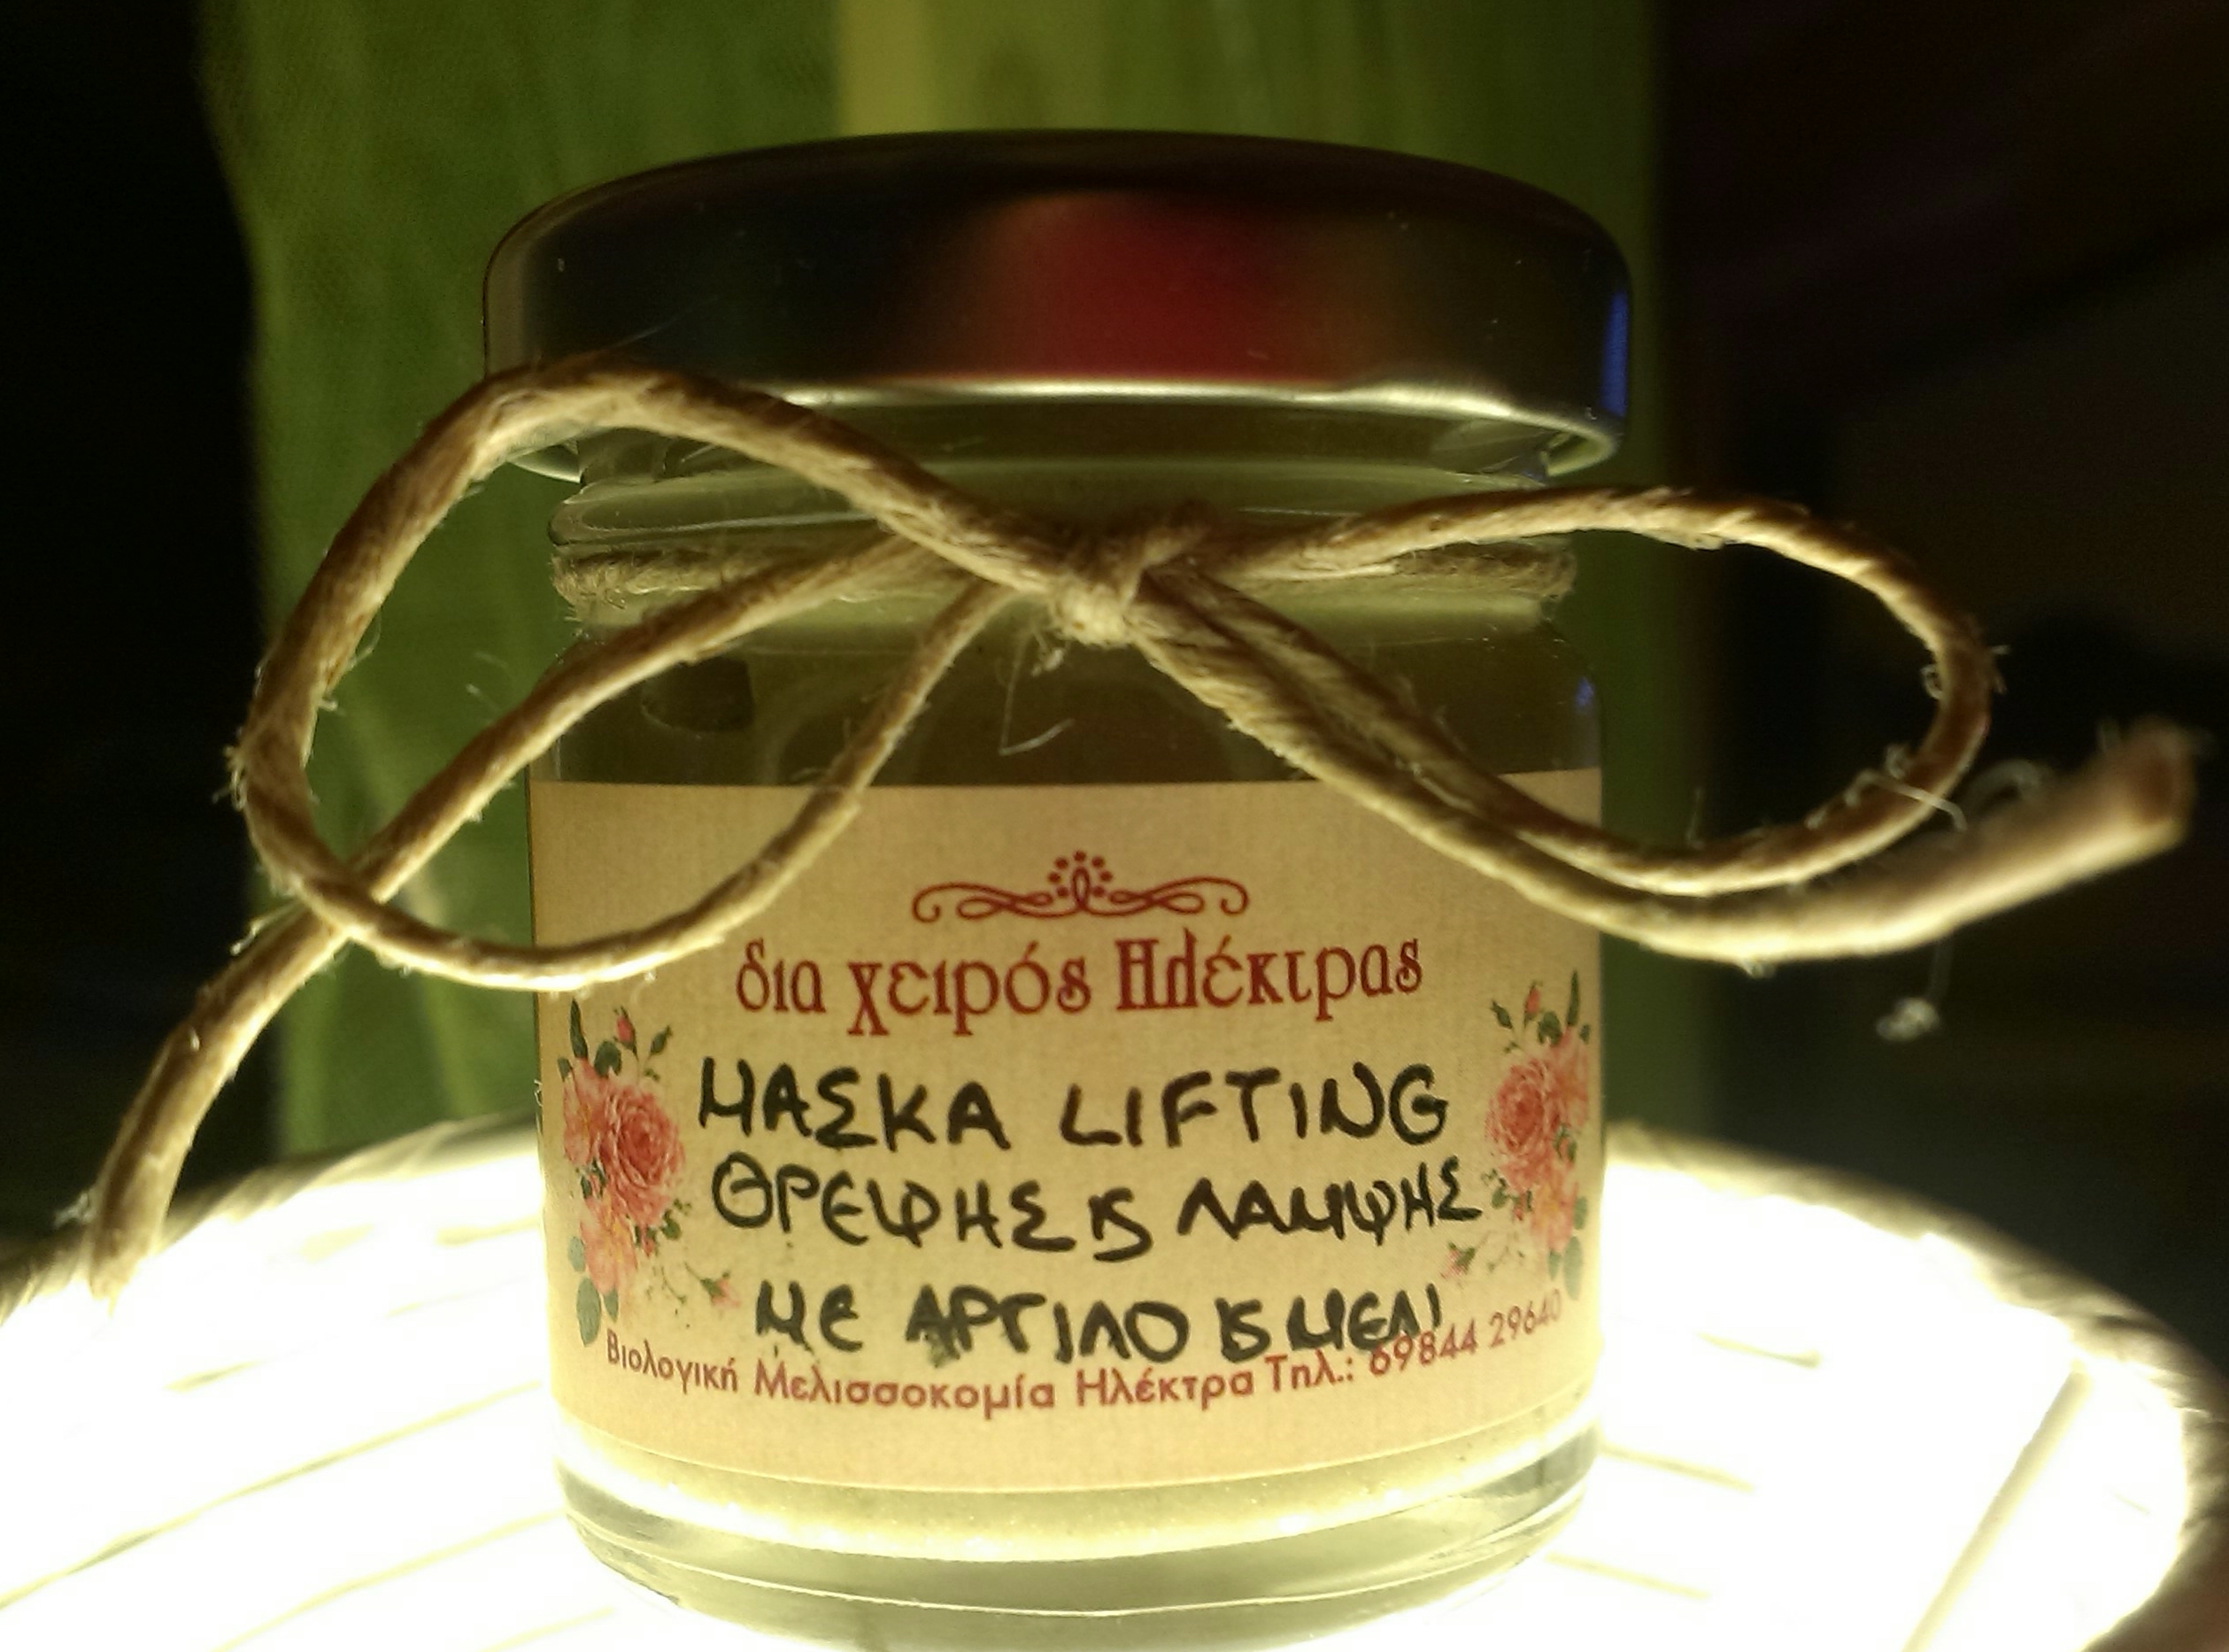 δια χειρός Ηλέκτρας
ΜΑΣΚΑ LIFTING
ΘΡΕΨΗΣ & ΛΑΜΨΗΣ
ΜΕ ΑΡΓΙΛΟ & ΜΕΛΙ
Βιολογική Μελισσοκομία Ηλέκτρα Τηλ.: 69844 29640